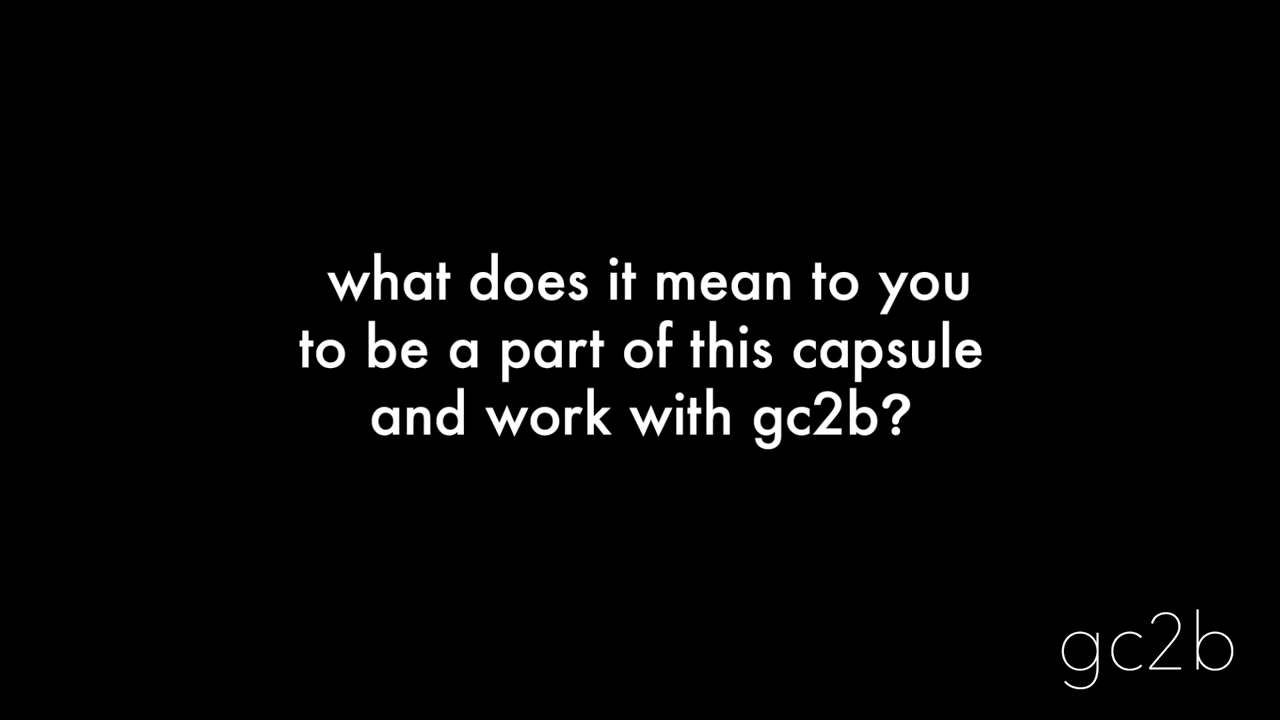 what does it mean to you
to be a part of this capsule
and work with gc2b?
gc2b